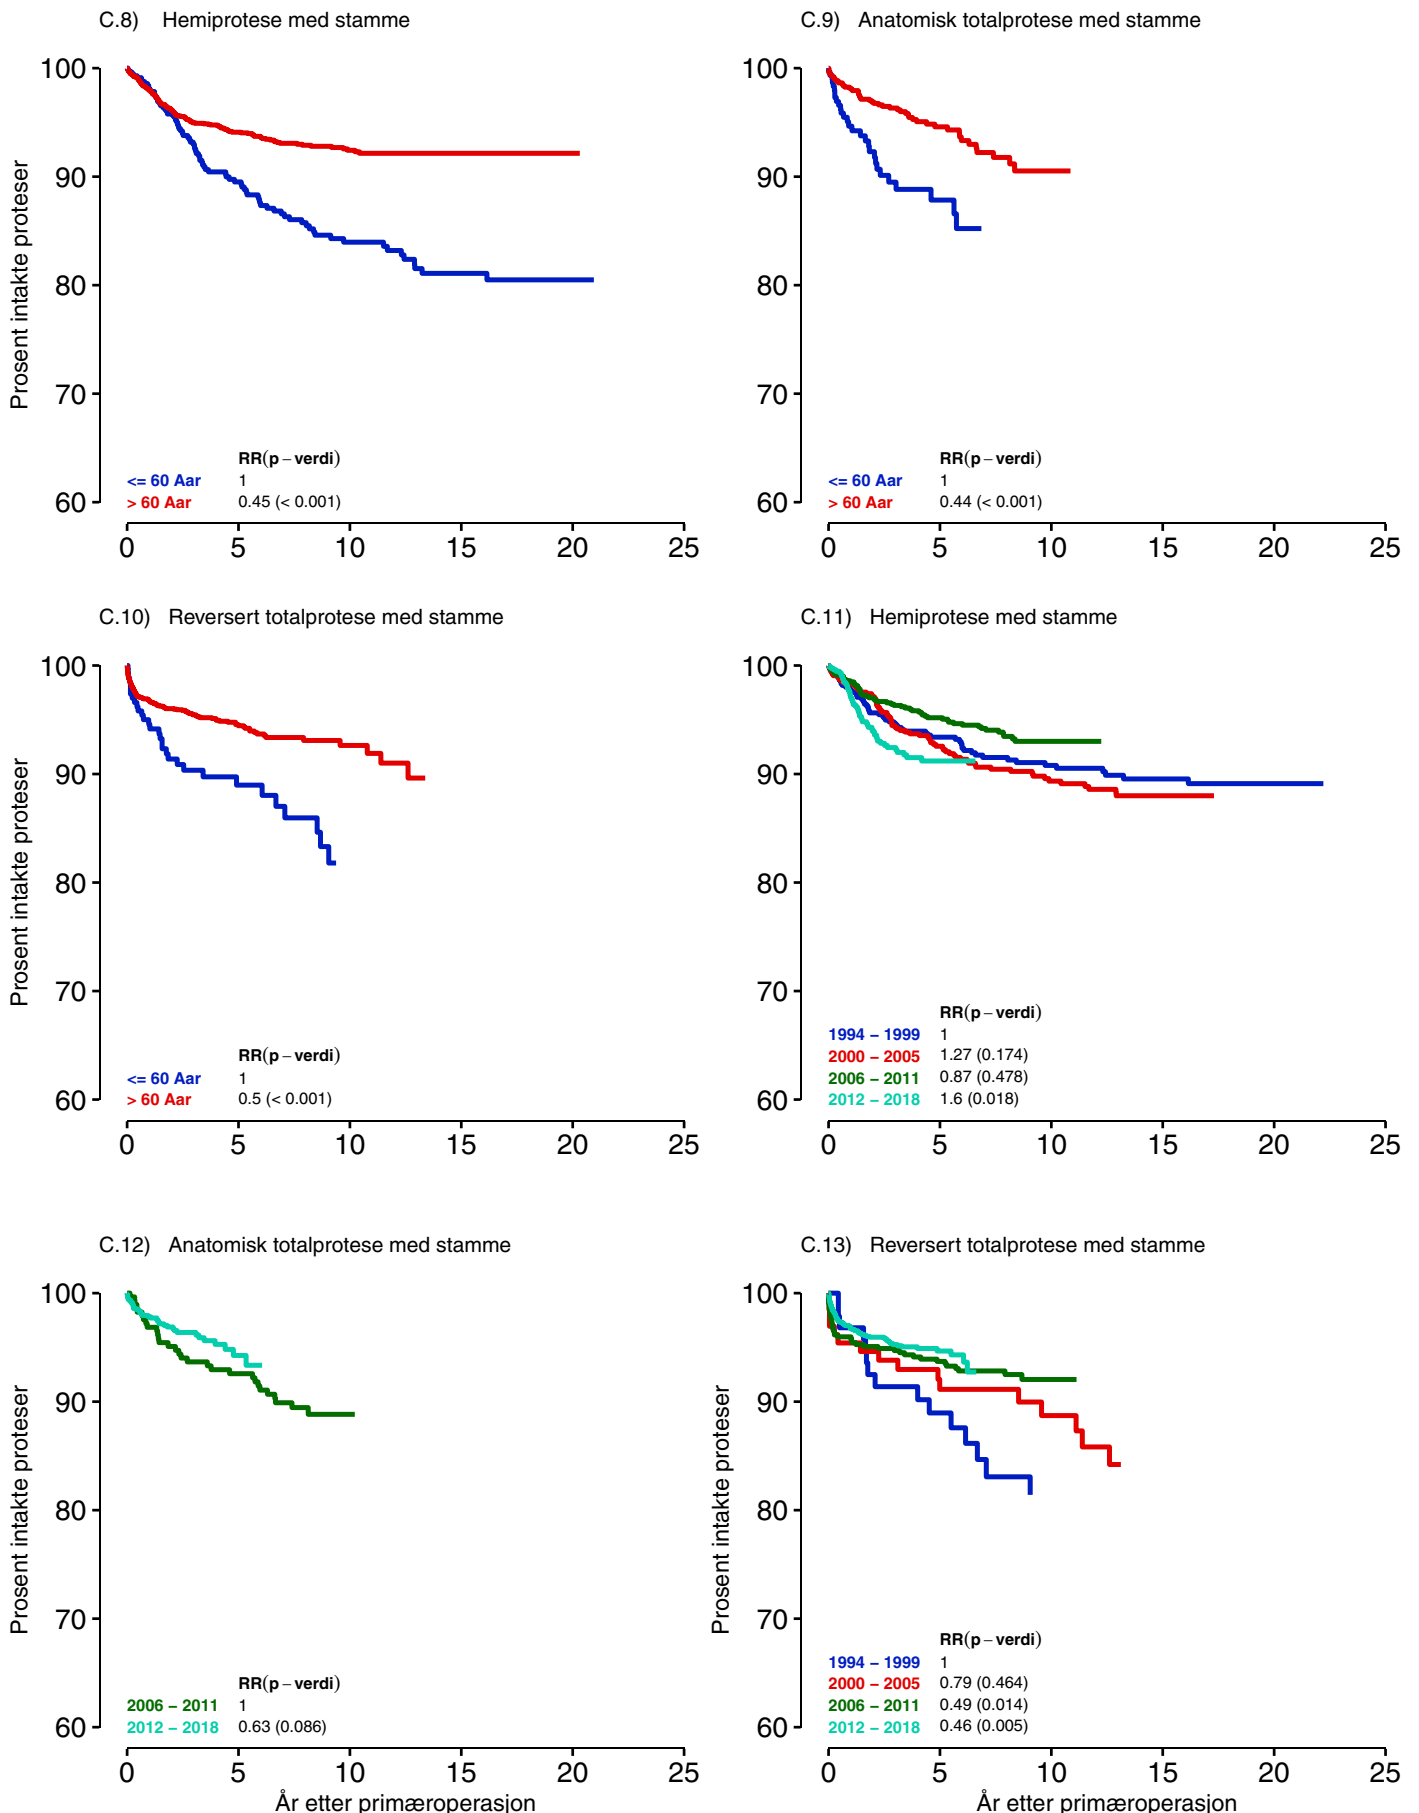 C.8) Hemiprotese med stamme
Prosent intakte proteser
100
90
80
70
60
RR(p – verdi)
<= 60 Aar 1
> 60 Aar 0.45 (< 0.001)
0 5 10 15 20 25
C.9) Anatomisk totalprotese med stamme
100
90
80
70
60
RR(p – verdi)
<= 60 Aar 1
> 60 Aar 0.44 (< 0.001)
0 5 10 15 20 25
C.10) Reversert totalprotese med stamme
Prosent intakte proteser
100
90
80
70
60
RR(p – verdi)
<= 60 Aar 1
> 60 Aar 0.5 (< 0.001)
0 5 10 15 20 25
C.11) Hemiprotese med stamme
100
90
80
70
60
RR(p – verdi)
1994 – 1999 1
2000 – 2005 1.27 (0.174)
2006 – 2011 0.87 (0.478)
2012 – 2018 1.6 (0.018)
0 5 10 15 20 25
C.12) Anatomisk totalprotese med stamme
Prosent intakte proteser
100
90
80
70
60
RR(p – verdi)
2006 – 2011 1
2012 – 2018 0.63 (0.086)
0 5 10 15 20 25
År etter primæroperasjon
C.13) Reversert totalprotese med stamme
Prosent intakte proteser
100
90
80
70
60
RR(p – verdi)
1994 – 1999 1
2000 – 2005 0.79 (0.464)
2006 – 2011 0.49 (0.014)
2012 – 2018 0.46 (0.005)
0 5 10 15 20 25
År etter primæroperasjon